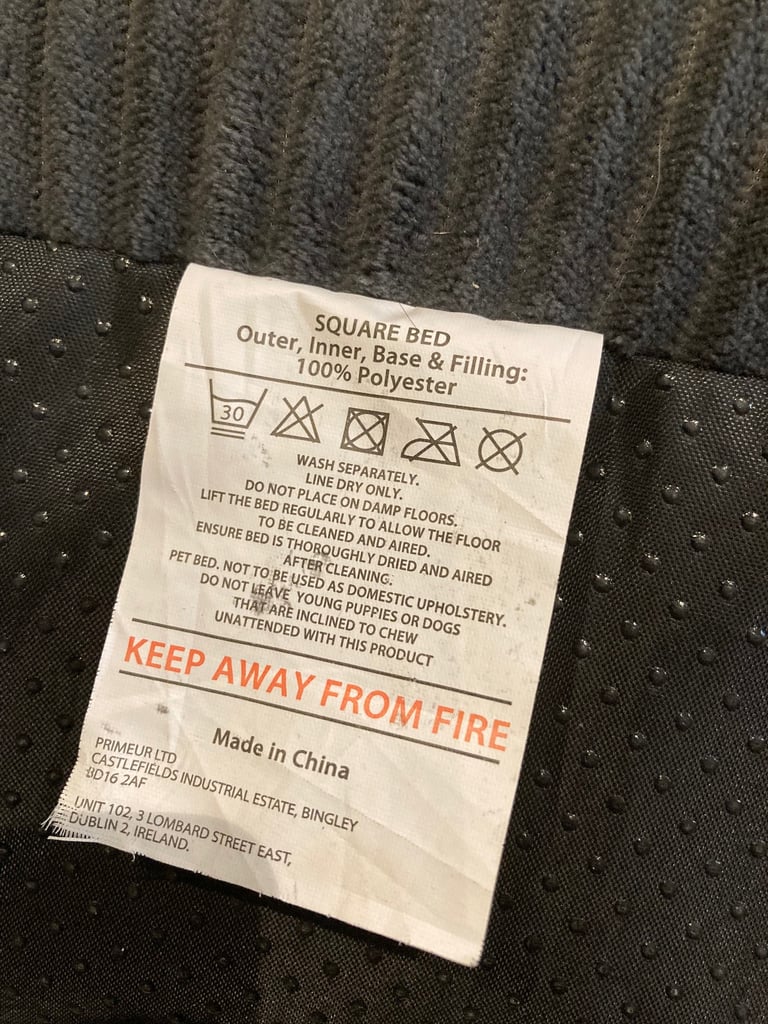 SQUARE BED
Outer, Inner, Base & Filling:
100% Polyester
30
WASH SEPARATELY.
LINE DRY ONLY.
DO NOT PLACE ON DAMP FLOORS.
LIFT THE BED REGULARLY TO ALLOW THE FLOOR
TO BE CLEANED AND AIRED.
ENSURE BED IS THOROUGHLY DRIED AND AIRED
AFTER CLEANING.
PET BED. NOT TO BE USED AS DOMESTIC UPHOLSTERY.
DO NOT LEAVE YOUNG PUPPIES OR DOGS
THAT ARE INCLINED TO CHEW
UNATTENDED WITH THIS PRODUCT
KEEP AWAY FROM FIRE
Made in China
PRIMEUR LTD
CASTLEFIELDS INDUSTRIAL ESTATE, BINGLEY
BD16 2AF
UNIT 102, 3 LOMBARD STREET EAST,
DUBLIN 2, IRELAND.